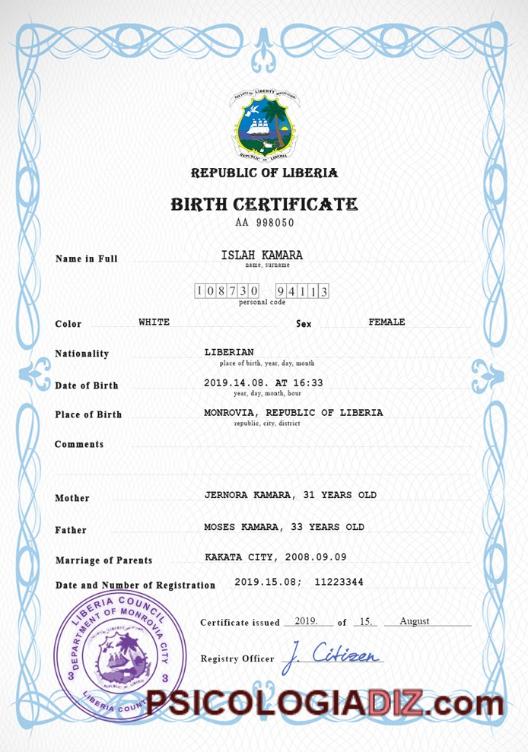 REPUBLIC OF LIBERIA
BIRTH CERTIFICATE
AA 998050
Name in Full ISLAH KAMARA
name, surname
108730 94113
personal code
Color WHITE Sex FEMALE
Nationality LIBERIAN
place of birth, year, day, month
Date of Birth 2019.14.08. AT 16:33
year, day, month, hour
Place of Birth MONROVIA, REPUBLIC OF LIBERIA
republic, city, district
Comments
Mother JERNORA KAMARA, 31 YEARS OLD
Father MOSES KAMARA, 33 YEARS OLD
Marriage of Parents KAKATA CITY, 2008.09.09
Date and Number of Registration 2019.15.08; 11223344
LIBERIA COUNCIL
DEPARTMENT OF MONROVIA CITY
3 3
LIBERIA COUNTY
Certificate issued 2019. of 15. August
Registry Officer J. Citizen
PSICOLOGIADIZ.com